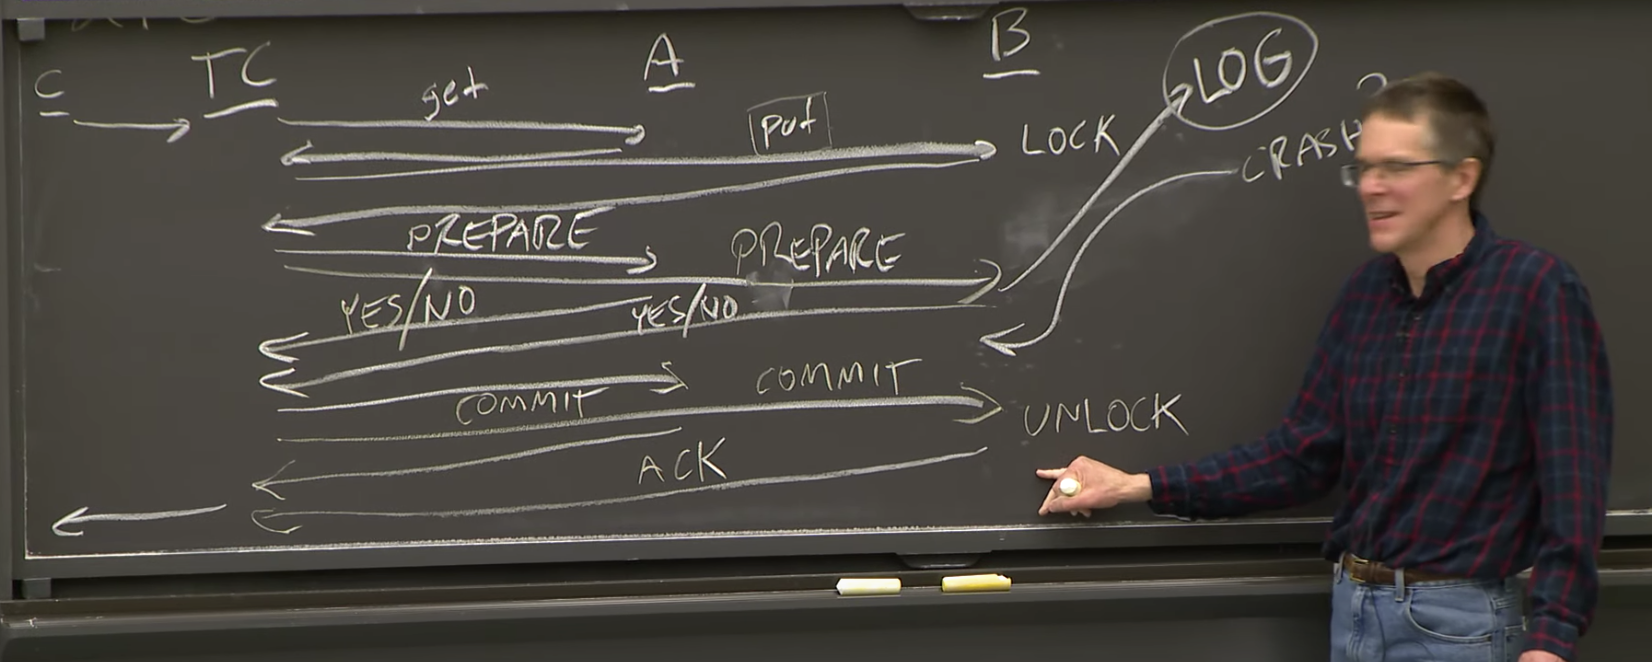 C TC A B
get
put
LOCK
LOG
CRASH
PREPARE PREPARE
YES/NO YES/NO
COMMIT COMMIT
UNLOCK
ACK